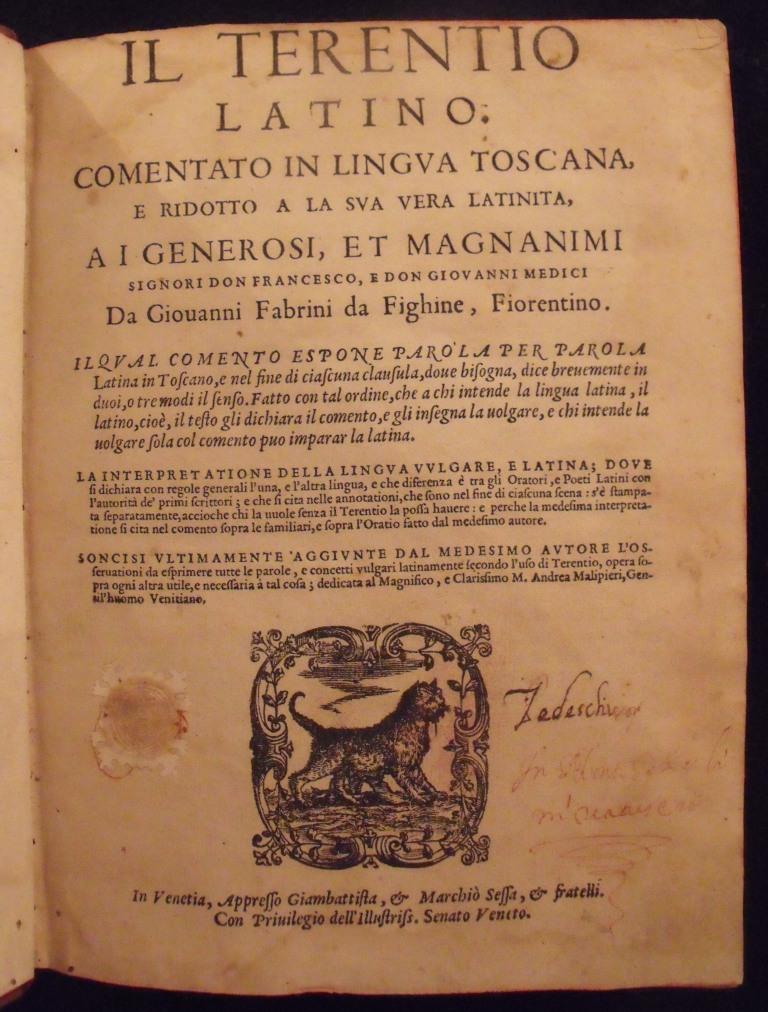 IL TERENTIO
LATINO:
COMENTATO IN LINGVA TOSCANA,
E RIDOTTO A LA SVA VERA LATINITA,
A I GENEROSI, ET MAGNANIMI
SIGNORI DON FRANCESCO, E DON GIOVANNI MEDICI
Da Giouanni Fabrini da Fighine, Fiorentino.
ILQVAL COMENTO ESPONE PAROLA PER PAROLA
Latina in Toscano, e nel fine di ciaſcuna clauſula, doue biſogna, dice breuemente in
duoi, o tre modi il ſenſo. Fatto con tal ordine, che a chi intende la lingua latina, il
latino, cioè, il teſto gli dichiara il comento, e gli inſegna la uolgare, e chi intende la
uolgare ſola col comento puo imparar la latina.
LA INTERPRETATIONE DELLA LINGVA VVLGARE, E LATINA; DOVE
ſi dichiara con regole generali l'una, e l'altra lingua, e che diferenza è tra gli Oratori, e Poeti Latini con
l'autorità de' primi ſcrittori; e che ſi cita nelle annotationi, che ſono nel fine di ciaſcuna ſcena: s'è ſtampa-
ta ſeparatamente, accioche chi la uuole ſenza il Terentio la poſſa hauere: e perche la medeſima interpreta-
tione ſi cita nel comento ſopra le familiari, e ſopra l'Oratio fatto dal medeſimo autore.
SONCISI VLTIMAMENTE AGGIVNTE DAL MEDESIMO AVTORE L'OS-
ſeruationi da eſprimere tutte le parole, e concetti vulgari latinamente ſecondo l'uſo di Terentio, opera ſo-
pra ogni altra utile, e neceſſaria à tal coſa; dedicata al Magnifico, e Clariſſimo M. Andrea Malipieri, Gen-
til'huomo Venitiano.
Tedeschi
In Venetia, Appreſſo Giambattiſta, & Marchiò Seſſa, & fratelli.
Con Priuilegio dell'Illuſtriſs. Senato Veneto.